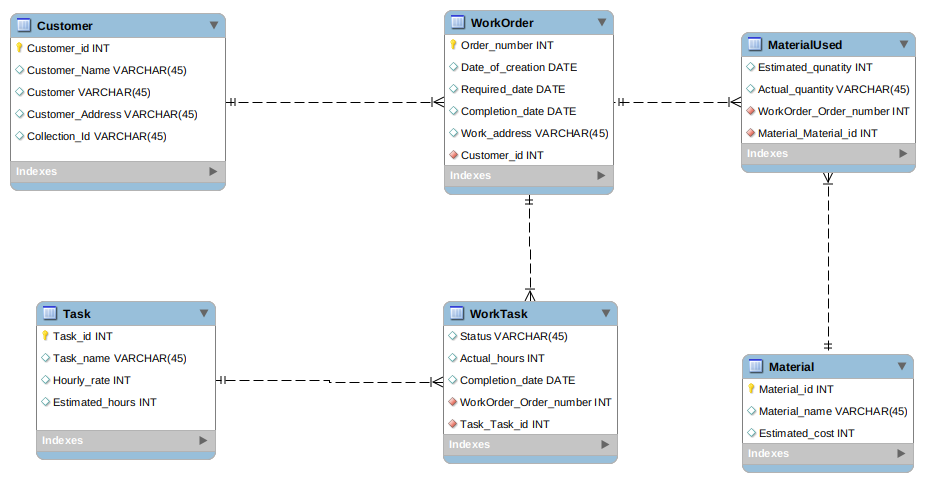 Customer
Customer_id INT
Customer_Name VARCHAR(45)
Customer VARCHAR(45)
Customer_Address VARCHAR(45)
Collection_Id VARCHAR(45)
Indexes
WorkOrder
Order_number INT
Date_of_creation DATE
Required_date DATE
Completion_date DATE
Work_address VARCHAR(45)
Customer_id INT
Indexes
MaterialUsed
Estimated_qunatity INT
Actual_quantity VARCHAR(45)
WorkOrder_Order_number INT
Material_Material_id INT
Indexes
Task
Task_id INT
Task_name VARCHAR(45)
Hourly_rate INT
Estimated_hours INT
Indexes
WorkTask
Status VARCHAR(45)
Actual_hours INT
Completion_date DATE
WorkOrder_Order_number INT
Task_Task_id INT
Indexes
Material
Material_id INT
Material_name VARCHAR(45)
Estimated_cost INT
Indexes